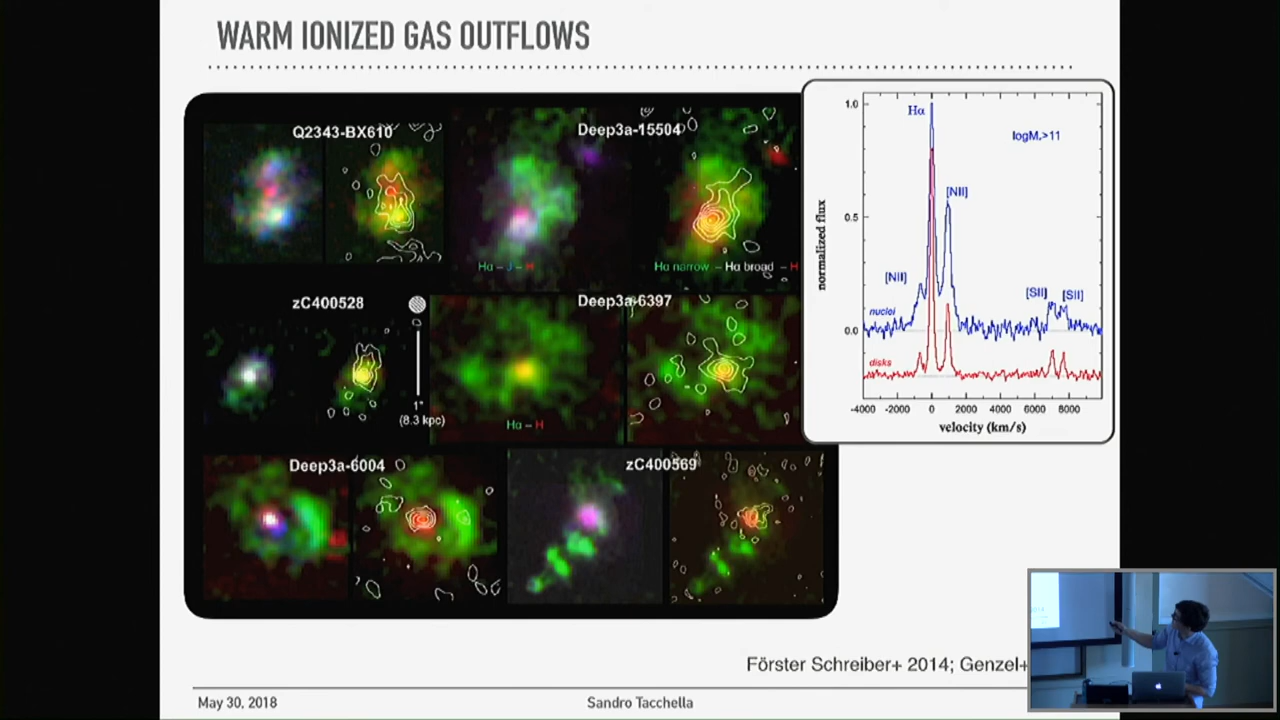 WARM IONIZED GAS OUTFLOWS
Q2343-BX610
Deep3a-15504
Hα – J – H
Hα narrow – Hα broad – H
zC400528
Deep3a-6397
1"
(8.3 kpc)
Hα – H
Deep3a-6004
zC400569
1.0
0.5
0.0
normalized flux
Hα
logM*>11
[NII]
[NII]
[SII]
[SII]
nuclei
disks
-4000 -2000 0 2000 4000 6000 8000
velocity (km/s)
Förster Schreiber+ 2014; Genzel+
May 30, 2018
Sandro Tacchella